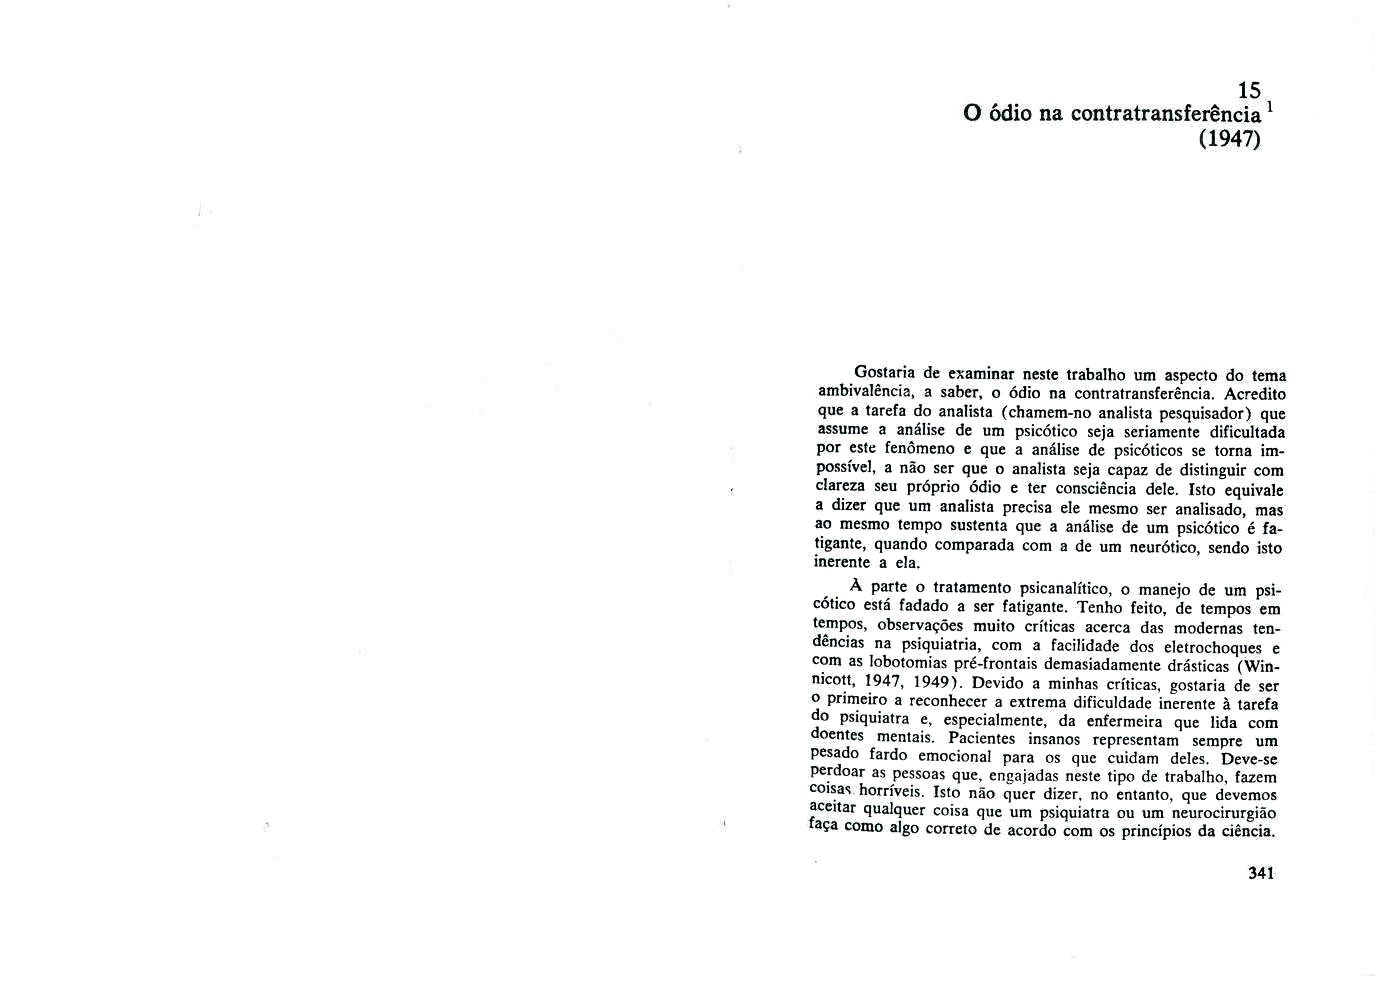 15
O ódio na contratransferência 1
(1947)
Gostaria de examinar neste trabalho um aspecto do tema
ambivalência, a saber, o ódio na contratransferência. Acredito
que a tarefa do analista (chamem-no analista pesquisador) que
assume a análise de um psicótico seja seriamente dificultada
por este fenômeno e que a análise de psicóticos se torna im-
possível, a não ser que o analista seja capaz de distinguir com
clareza seu próprio ódio e ter consciência dele. Isto equivale
a dizer que um analista precisa ele mesmo ser analisado, mas
ao mesmo tempo sustenta que a análise de um psicótico é fa-
tigante, quando comparada com a de um neurótico, sendo isto
inerente a ela.
À parte o tratamento psicanalítico, o manejo de um psi-
cótico está fadado a ser fatigante. Tenho feito, de tempos em
tempos, observações muito críticas acerca das modernas ten-
dências na psiquiatria, com a facilidade dos eletrochoques e
com as lobotomias pré-frontais demasiadamente drásticas (Win-
nicott, 1947, 1949). Devido a minhas críticas, gostaria de ser
o primeiro a reconhecer a extrema dificuldade inerente à tarefa
do psiquiatra e, especialmente, da enfermeira que lida com
doentes mentais. Pacientes insanos representam sempre um
pesado fardo emocional para os que cuidam deles. Deve-se
perdoar as pessoas que, engajadas neste tipo de trabalho, fazem
coisas horríveis. Isto não quer dizer, no entanto, que devemos
aceitar qualquer coisa que um psiquiatra ou um neurocirurgião
faça como algo correto de acordo com os princípios da ciência.
341